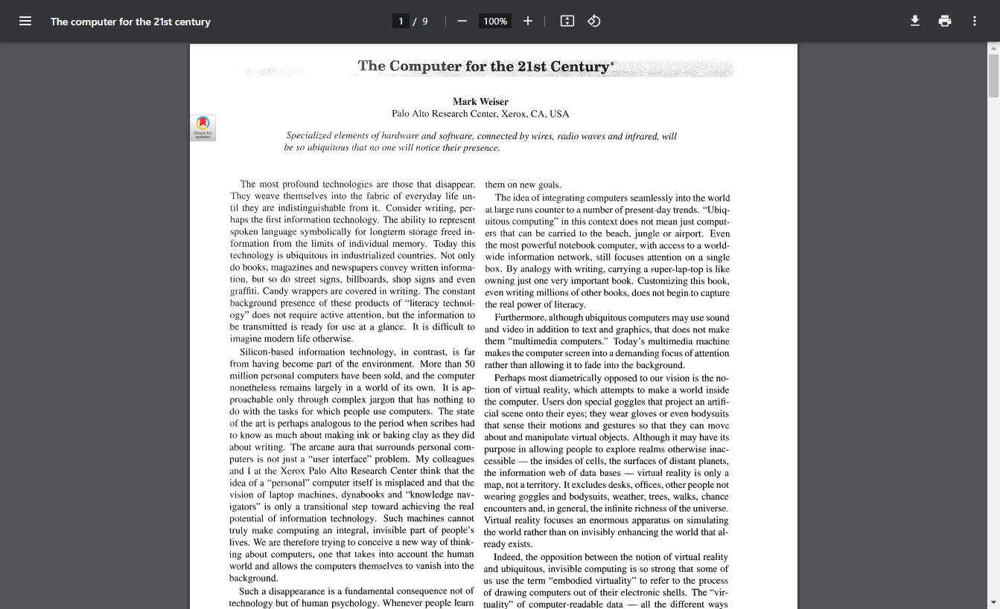 The computer for the 21st century
1 / 9
100%
The Computer for the 21st Century*
Mark Weiser
Palo Alto Research Center, Xerox, CA, USA
Check for
updates
Specialized elements of hardware and software, connected by wires, radio waves and infrared, will
be so ubiquitous that no one will notice their presence.
The most profound technologies are those that disappear.
They weave themselves into the fabric of everyday life un-
til they are indistinguishable from it. Consider writing, per-
haps the first information technology. The ability to represent
spoken language symbolically for longterm storage freed in-
formation from the limits of individual memory. Today this
technology is ubiquitous in industrialized countries. Not only
do books, magazines and newspapers convey written informa-
tion, but so do street signs, billboards, shop signs and even
graffiti. Candy wrappers are covered in writing. The constant
background presence of these products of “literacy technol-
ogy” does not require active attention, but the information to
be transmitted is ready for use at a glance. It is difficult to
imagine modern life otherwise.
Silicon-based information technology, in contrast, is far
from having become part of the environment. More than 50
million personal computers have been sold, and the computer
nonetheless remains largely in a world of its own. It is ap-
proachable only through complex jargon that has nothing to
do with the tasks for which people use computers. The state
of the art is perhaps analogous to the period when scribes had
to know as much about making ink or baking clay as they did
about writing. The arcane aura that surrounds personal com-
puters is not just a “user interface” problem. My colleagues
and I at the Xerox Palo Alto Research Center think that the
idea of a “personal” computer itself is misplaced and that the
vision of laptop machines, dynabooks and “knowledge nav-
igators” is only a transitional step toward achieving the real
potential of information technology. Such machines cannot
truly make computing an integral, invisible part of people’s
lives. We are therefore trying to conceive a new way of think-
ing about computers, one that takes into account the human
world and allows the computers themselves to vanish into the
background.
Such a disappearance is a fundamental consequence not of
technology but of human psychology. Whenever people learn
them on new goals.
The idea of integrating computers seamlessly into the world
at large runs counter to a number of present-day trends. “Ubiq-
uitous computing” in this context does not mean just comput-
ers that can be carried to the beach, jungle or airport. Even
the most powerful notebook computer, with access to a world-
wide information network, still focuses attention on a single
box. By analogy with writing, carrying a super-lap-top is like
owning just one very important book. Customizing this book,
even writing millions of other books, does not begin to capture
the real power of literacy.
Furthermore, although ubiquitous computers may use sound
and video in addition to text and graphics, that does not make
them “multimedia computers.” Today’s multimedia machine
makes the computer screen into a demanding focus of attention
rather than allowing it to fade into the background.
Perhaps most diametrically opposed to our vision is the no-
tion of virtual reality, which attempts to make a world inside
the computer. Users don special goggles that project an artifi-
cial scene onto their eyes; they wear gloves or even bodysuits
that sense their motions and gestures so that they can move
about and manipulate virtual objects. Although it may have its
purpose in allowing people to explore realms otherwise inac-
cessible — the insides of cells, the surfaces of distant planets,
the information web of data bases — virtual reality is only a
map, not a territory. It excludes desks, offices, other people not
wearing goggles and bodysuits, weather, trees, walks, chance
encounters and, in general, the infinite richness of the universe.
Virtual reality focuses an enormous apparatus on simulating
the world rather than on invisibly enhancing the world that al-
ready exists.
Indeed, the opposition between the notion of virtual reality
and ubiquitous, invisible computing is so strong that some of
us use the term “embodied virtuality” to refer to the process
of drawing computers out of their electronic shells. The “vir-
tuality” of computer-readable data — all the different ways